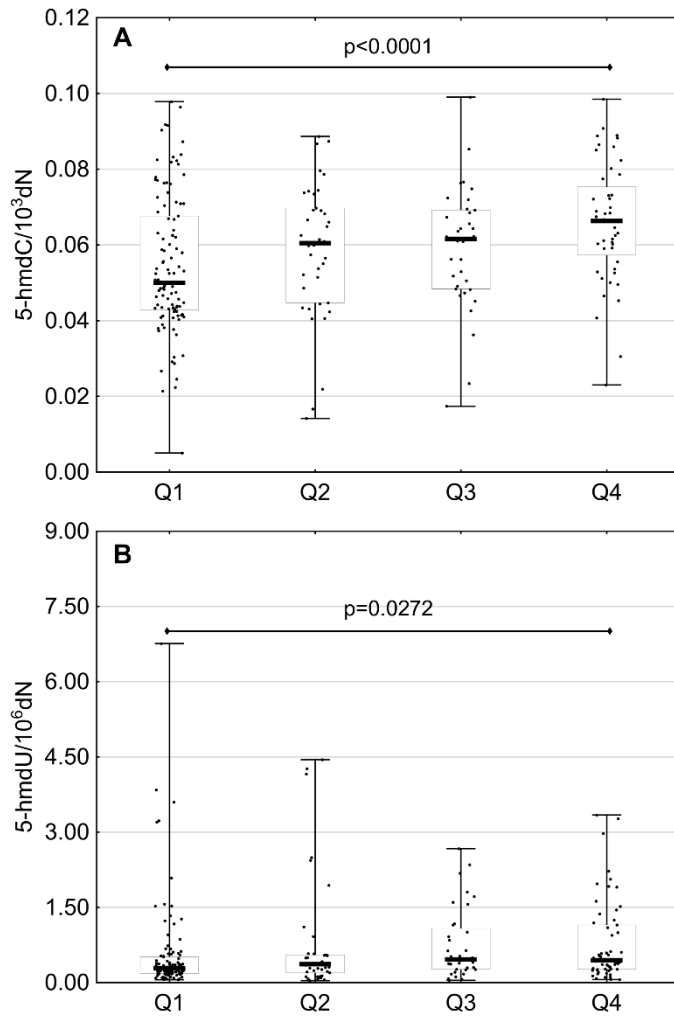 0.12
A
p<0.0001
0.10
0.08
0.06
0.04
0.02
0.00
5-hmdC/10³dN
Q1 Q2 Q3 Q4
9.00
B
7.50
p=0.0272
6.00
4.50
3.00
1.50
0.00
5-hmdU/10⁶dN
Q1 Q2 Q3 Q4